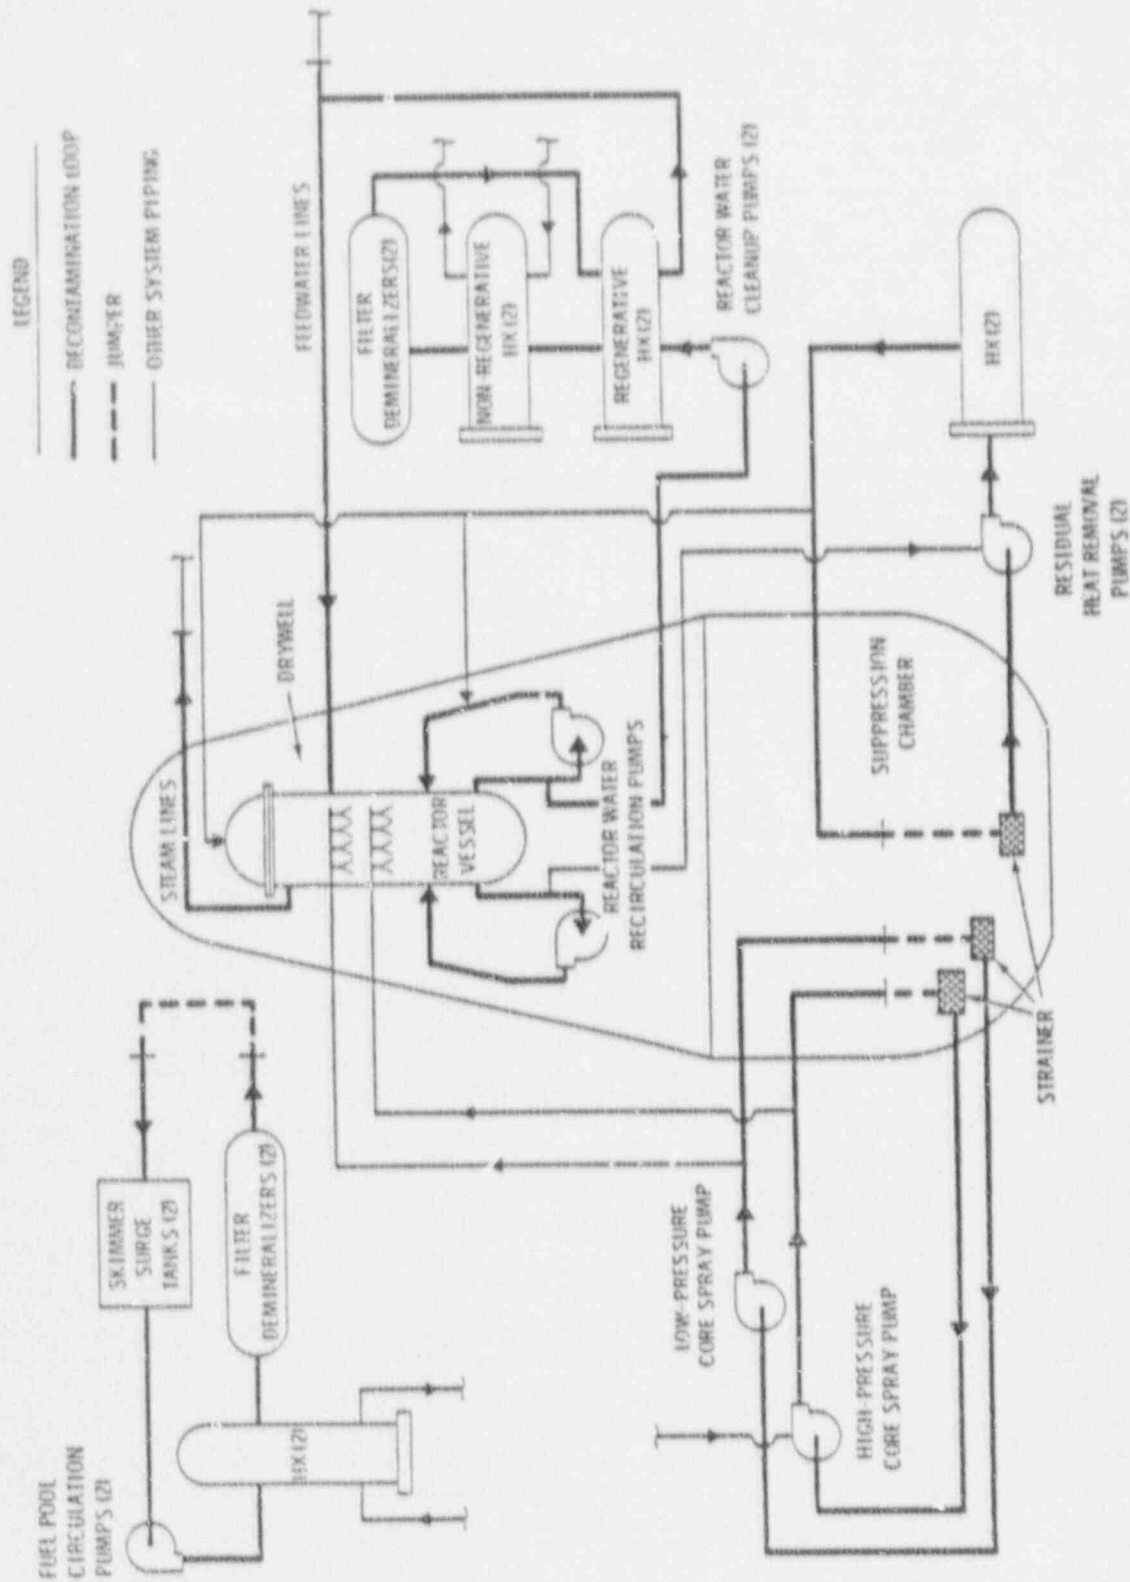 LEGEND
DECONTAMINATION LOOP
JUMPER
OTHER SYSTEM PIPING
FUEL POOL
CIRCULATION
PUMPS (2)
SKIMMER
SURGE
TANKS (2)
HX (2)
FILTER
DEMINERALIZERS (2)
STEAM LINES
DRYWELL
FEEDWATER LINES
FILTER
DEMINERALIZERS (2)
NON-REGENERATIVE
HX (2)
REGENERATIVE
HX (2)
REACTOR WATER
CLEANUP PUMPS (2)
REACTOR
VESSEL
REACTOR WATER
RECIRCULATION PUMPS
LOW-PRESSURE
CORE SPRAY PUMP
HIGH-PRESSURE
CORE SPRAY PUMP
SUPPRESSION
CHAMBER
STRAINER
HX (2)
RESIDUAL
HEAT REMOVAL
PUMPS (2)